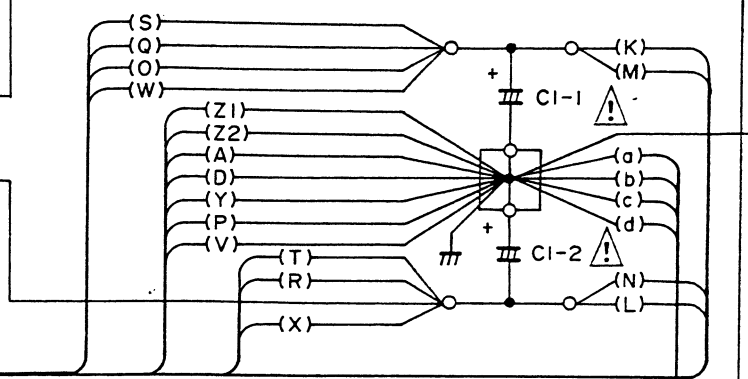 (S)
(Q) (K)
(O) (M)
(W) + C1-1 !
(Z1)
(Z2)
(A) (a)
(D) (b)
(Y) (c)
(P) (d)
(V) +
(T) C1-2 !
(R) (N)
(L)
(X)